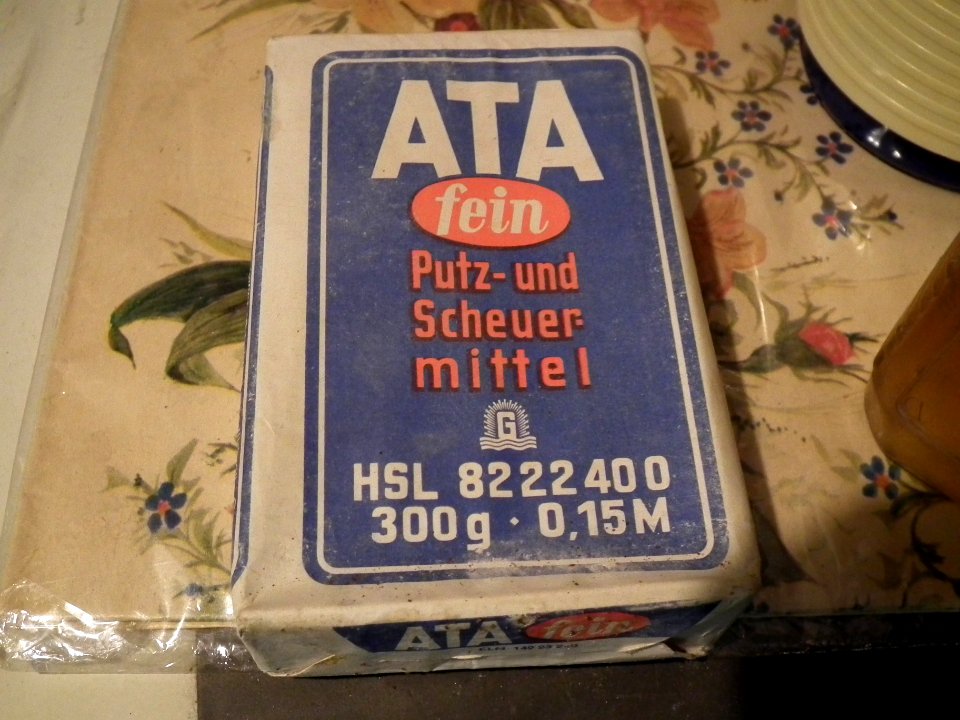 ATA
fein
Putz- und
Scheuer-
mittel
G
HSL 8222400
300g · 0,15M
ATA fein